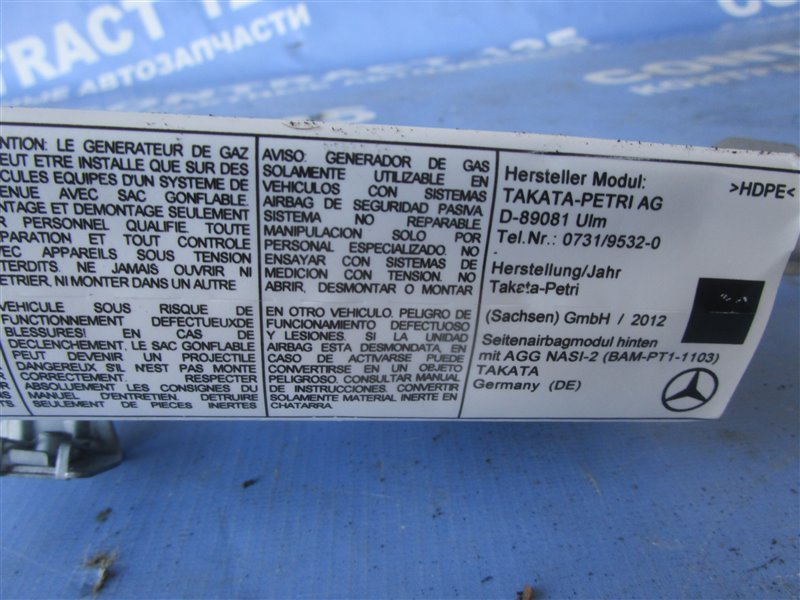 TRACT
АВТОЗАПЧАСТИ
CONTR
CONT
КОНТР
NTION: LE GENERATEUR DE GAZ
PEUT ETRE INSTALLE QUE SUR DES
ICULES EQUIPES D'UN SYSTEME DE
ENUE AVEC SAC GONFLABLE.
NTAGE ET DEMONTAGE SEULEMENT
R PERSONNEL QUALIFIE. TOUTE
PARATION ET TOUT CONTROLE
VEC APPAREILS SOUS TENSION
TERDITS. NE JAMAIS OUVRIR NI
PETRIER, NI MONTER DANS UN AUTRE
VEHICULE SOUS RISQUE DE
FONCTIONNEMENT DEFECTUEUXDE
BLESSURES! EN CAS DE
DECLENCHEMENT. LE SAC GONFLABLE
PEUT DEVENIR UN PROJECTILE
DANGEREUX S'IL N'EST PAS MONTE
CORRECTEMENT. RESPECTER
ABSOLUMENT LES CONSIGNES DU
MANUEL D'ENTRETIEN. DETRUIRE
SEULEMENT DE PIECES INERTES
AVISO: GENERADOR DE GAS
SOLAMENTE UTILIZABLE EN
VEHICULOS CON SISTEMAS
AIRBAG DE SEGURIDAD PASIVA
SISTEMA NO REPARABLE.
MANIPULACION SOLO POR
PERSONAL ESPECIALIZADO. NO
ENSAYAR CON SISTEMAS DE
MEDICION CON TENSION. NO
ABRIR, DESMONTAR O MONTAR
EN OTRO VEHICULO. PELIGRO DE
FUNCIONAMIENTO DEFECTUOSO
Y LESIONES. SI LA UNIDAD
AIRBAG ESTA DESMONDATA, EN
CASO DE ACTIVARSE PUEDE
CONVERTIRSE EN UN OBJETO
PELIGROSO. CONSULTAR MANUAL
DE INSTRUCCIONES. CONVERTIR
SOLAMENTE MATERIAL INERTE EN
CHATARRA.
Hersteller Modul:
TAKATA-PETRI AG
D-89081 Ulm
Tel.Nr.: 0731/9532-0
>HDPE<
Herstellung/Jahr
Takata-Petri
(Sachsen) GmbH / 2012
Seitenairbagmodul hinten
mit AGG NASI-2 (BAM-PT1-1103)
TAKATA
Germany (DE)